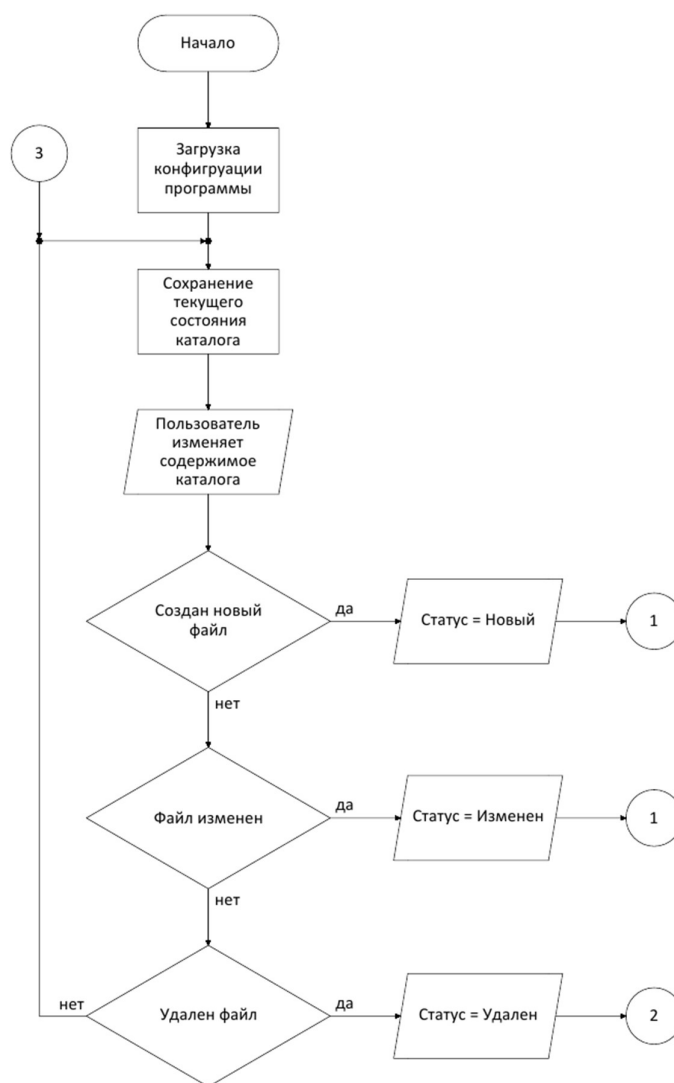 Начало
3
Загрузка
конфигруации
программы
Сохранение
текущего
состояния
каталога
Пользователь
изменяет
содержимое
каталога
Создан новый
файл
да
Статус = Новый
1
нет
Файл изменен
да
Статус = Изменен
1
нет
нет
Удален файл
да
Статус = Удален
2